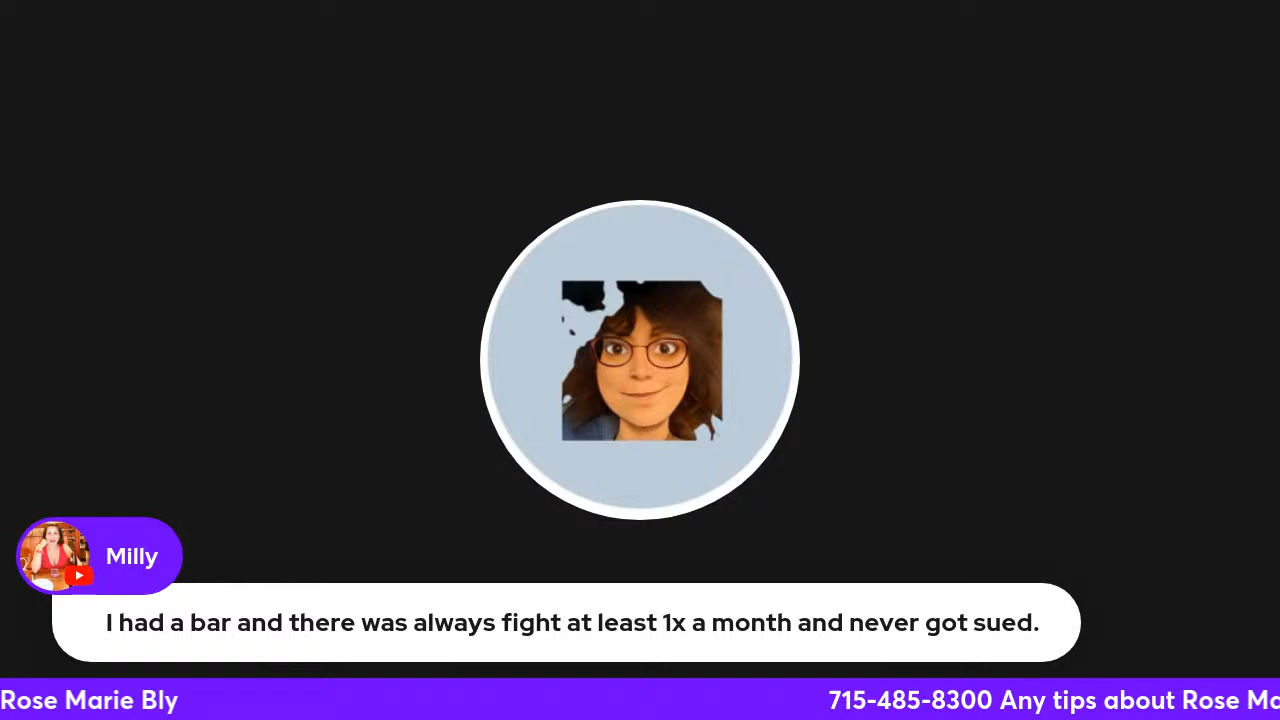 Milly
I had a bar and there was always fight at least 1x a month and never got sued.
Rose Marie Bly 715-485-8300 Any tips about Rose Ma